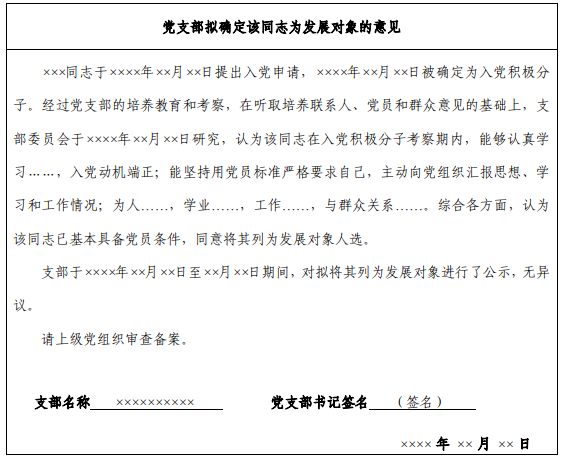 党支部拟确定该同志为发展对象的意见
×××同志于××××年××月××日提出入党申请，××××年××月××日被确定为入党积极分
子。经过党支部的培养教育和考察，在听取培养联系人、党员和群众意见的基础上，支
部委员会于××××年××月××日研究，认为该同志在入党积极分子考察期内，能够认真学
习……，入党动机端正；能坚持用党员标准严格要求自己，主动向党组织汇报思想、学
习和工作情况；为人……，学业……，工作……，与群众关系……。综合各方面，认为
该同志已基本具备党员条件，同意将其列为发展对象人选。
支部于××××年××月××日至××月××日期间，对拟将其列为发展对象进行了公示，无异
议。
请上级党组织审查备案。
支部名称 ×××××××××× 党支部书记签名 （签名）
×××× 年 ×× 月 ×× 日